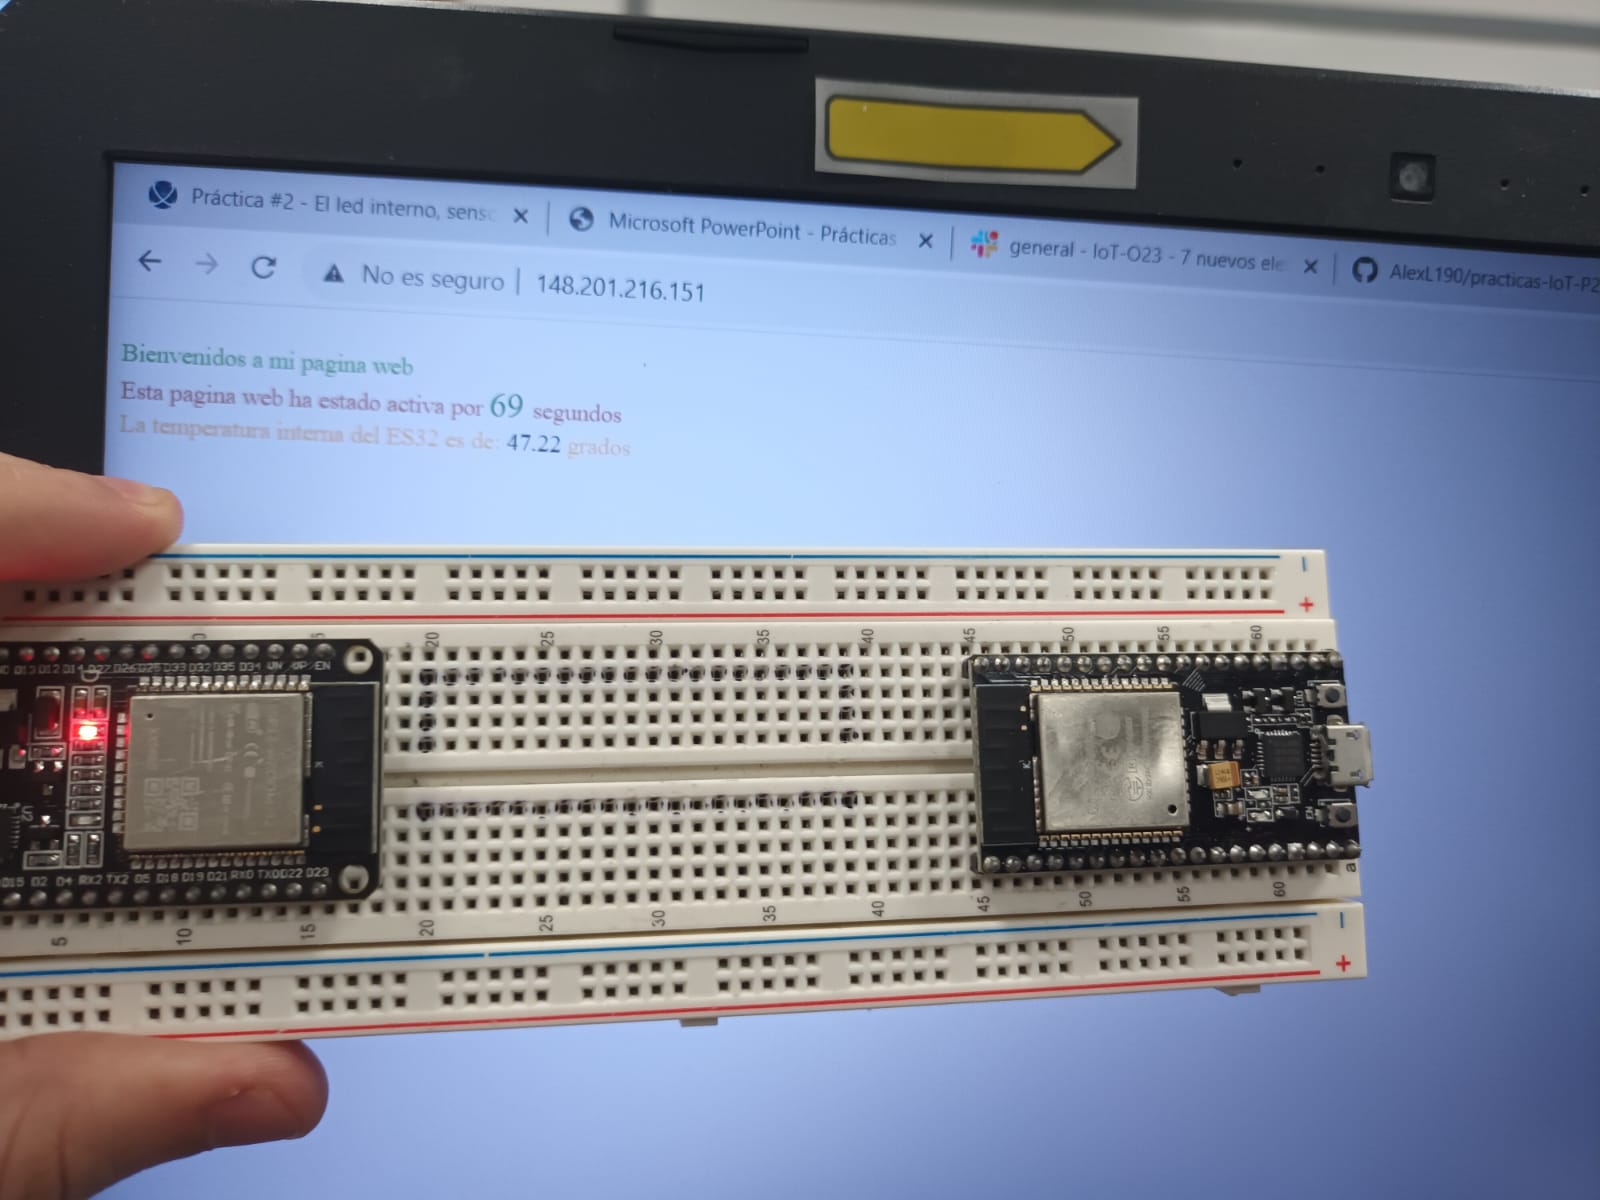 Práctica #2 - El led interno, senso
Microsoft PowerPoint - Prácticas
general - IoT-O23 - 7 nuevos ele
AlexL190/practicas-IoT-P2
No es seguro | 148.201.216.151
Bienvenidos a mi pagina web
Esta pagina web ha estado activa por 69 segundos
La temperatura interna del ES32 es de: 47.22 grados
20 25 30 35 40 45 50 55 60
D13 D12 D14 D27 D26 D25 D33 D32 D35 D34 VN VP EN
D15 D2 D4 RX2 TX2 D5 D18 D19 D21 RX0 TX0 D22 D23
5 10 15 20 25 30 35 40 45 50 55 60 a